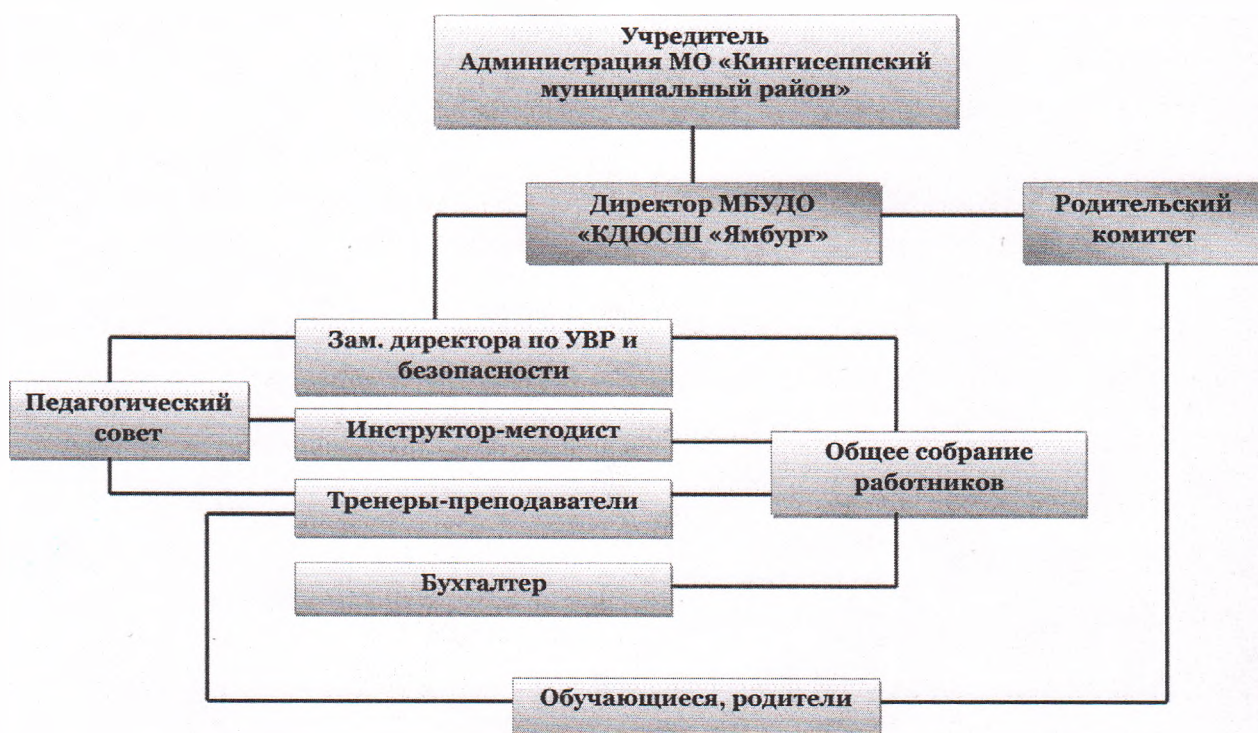 Учредитель
Администрация МО «Кингисеппский
муниципальный район»
Директор МБУДО
«КДЮСШ «Ямбург»
Родительский
комитет
Зам. директора по УВР и
безопасности
Педагогический
совет
Инструктор-методист
Общее собрание
работников
Тренеры-преподаватели
Бухгалтер
Обучающиеся, родители